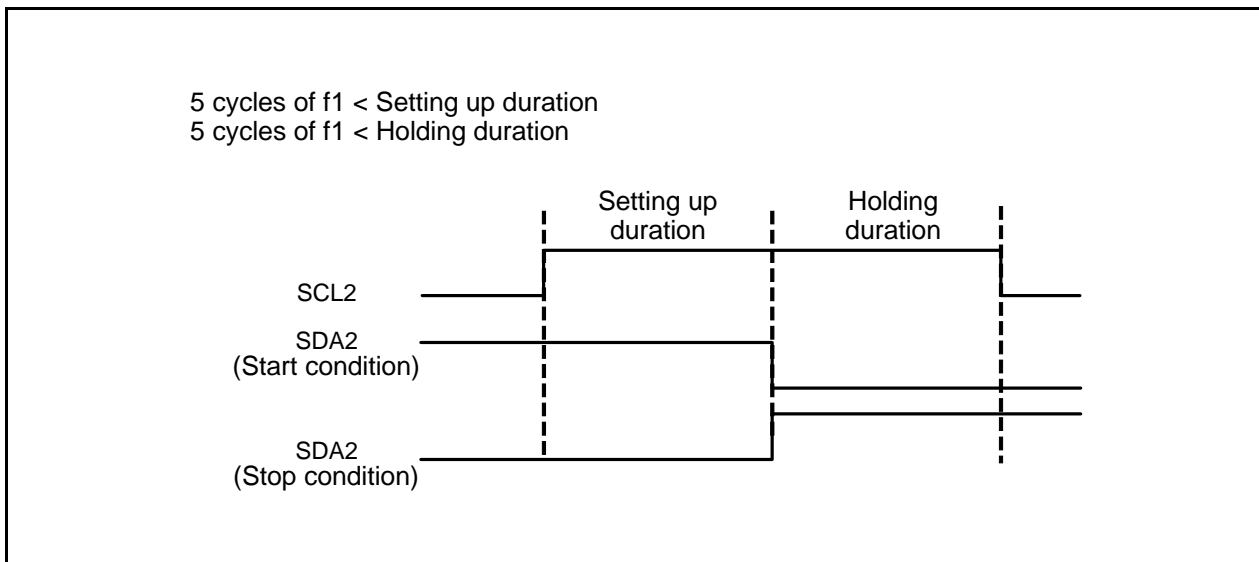 5 cycles of f1 < Setting up duration
5 cycles of f1 < Holding duration
Setting up
duration
Holding
duration
SCL2
SDA2
(Start condition)
SDA2
(Stop condition)